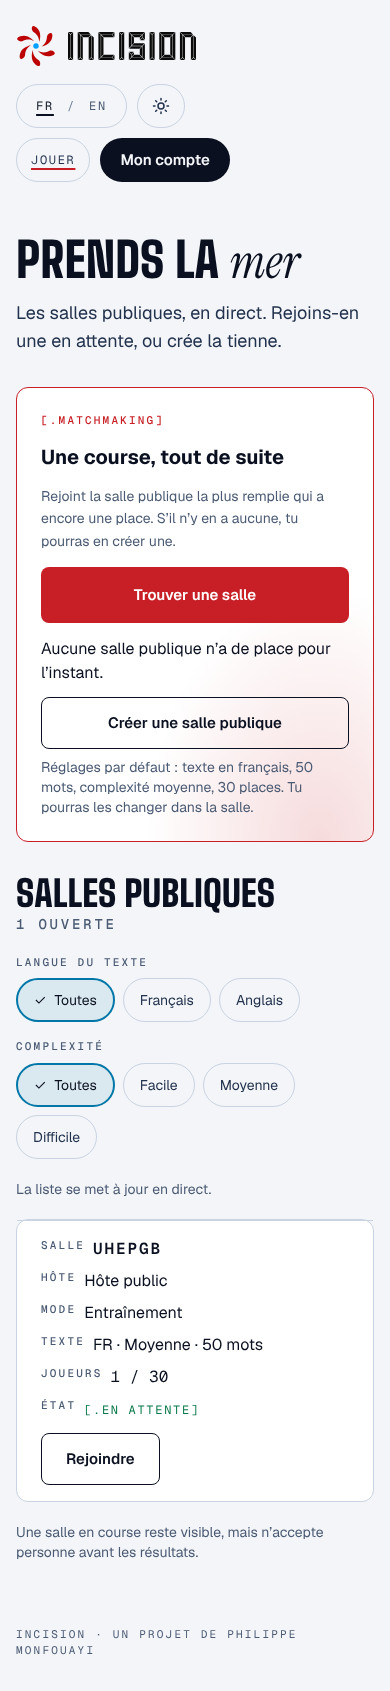 INCISION
FR / EN
JOUER Mon compte
PRENDS LA mer
Les salles publiques, en direct. Rejoins-en
une en attente, ou crée la tienne.
[.MATCHMAKING]
Une course, tout de suite
Rejoint la salle publique la plus remplie qui a
encore une place. S’il n’y en a aucune, tu
pourras en créer une.
Trouver une salle
Aucune salle publique n’a de place pour
l’instant.
Créer une salle publique
Réglages par défaut : texte en français, 50
mots, complexité moyenne, 30 places. Tu
pourras les changer dans la salle.
SALLES PUBLIQUES
1 OUVERTE
LANGUE DU TEXTE
✓ Toutes Français Anglais
COMPLEXITÉ
✓ Toutes Facile Moyenne
Difficile
La liste se met à jour en direct.
SALLE UHEPGB
HÔTE Hôte public
MODE Entraînement
TEXTE FR · Moyenne · 50 mots
JOUEURS 1 / 30
ÉTAT [.EN ATTENTE]
Rejoindre
Une salle en course reste visible, mais n’accepte
personne avant les résultats.
INCISION · UN PROJET DE PHILIPPE
MONFOUAYI